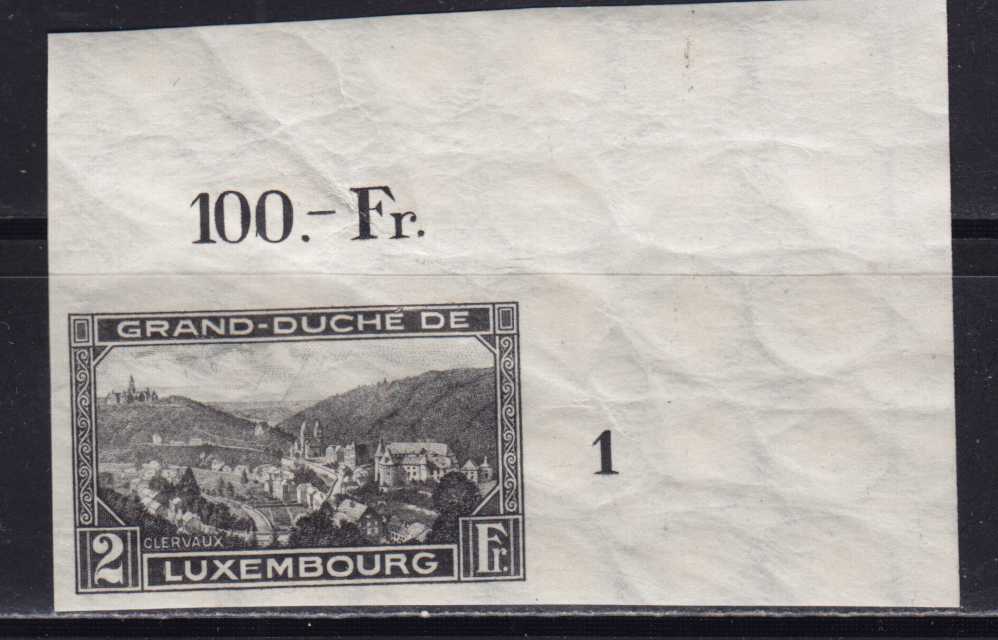 100.- Fr.
GRAND-DUCHÉ DE
1
CLERVAUX
2 Fr.
LUXEMBOURG